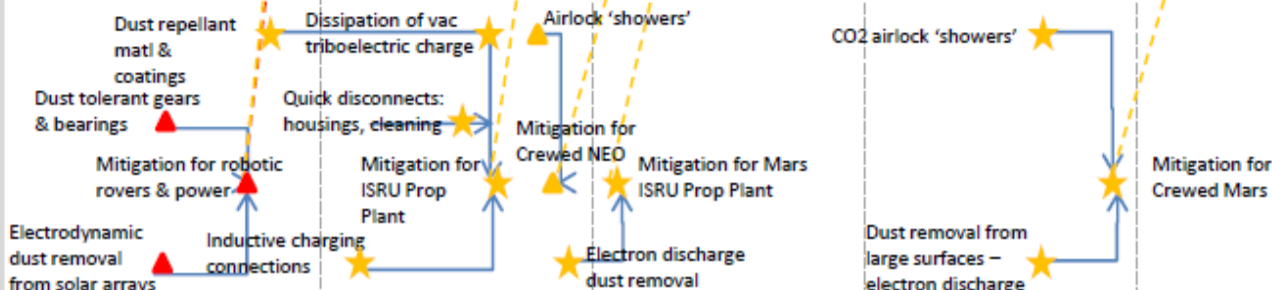 Dust repellant
matl &
coatings
Dissipation of vac
triboelectric charge
Airlock ‘showers’
CO2 airlock ‘showers’
Dust tolerant gears
& bearings
Quick disconnects:
housings, cleaning
Mitigation for
Crewed NEO
Mitigation for robotic
rovers & power
Mitigation for
ISRU Prop
Plant
Mitigation for Mars
ISRU Prop Plant
Mitigation for
Crewed Mars
Electrodynamic
dust removal
from solar arrays
Inductive charging
connections
Electron discharge
dust removal
Dust removal from
large surfaces –
electron discharge